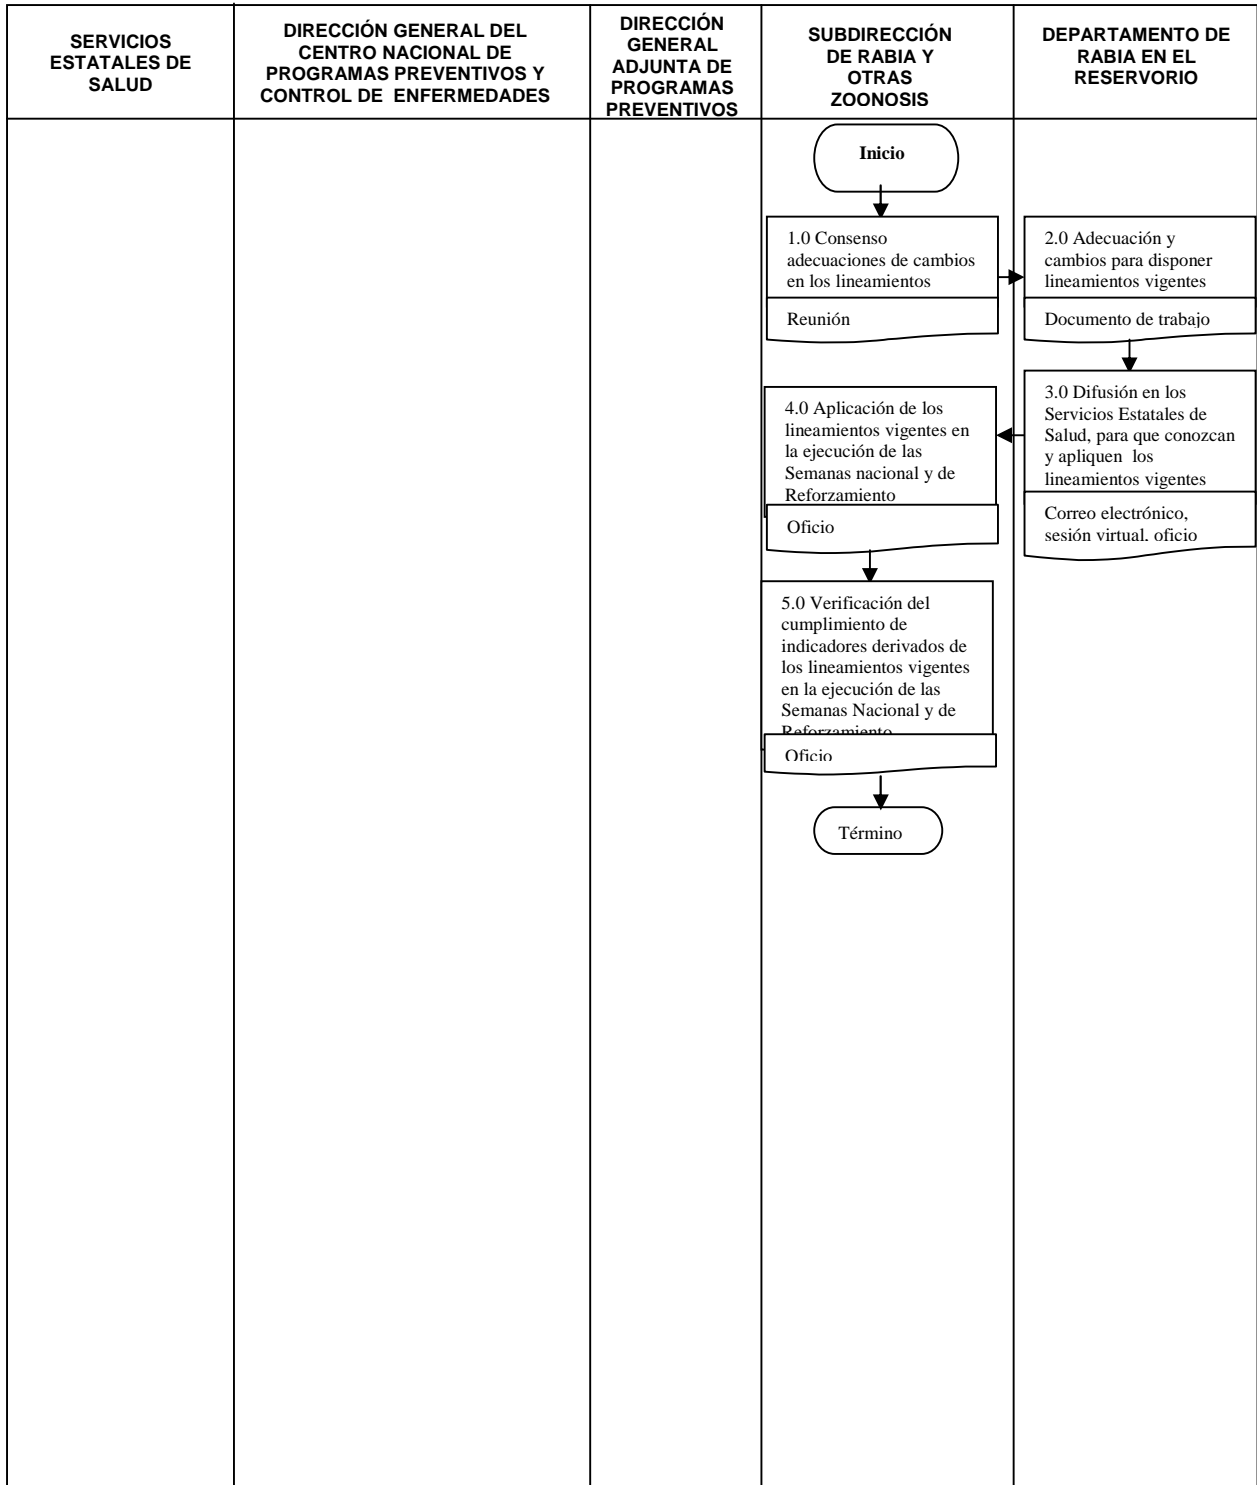 SERVICIOS
ESTATALES DE
SALUD
DIRECCIÓN GENERAL DEL
CENTRO NACIONAL DE
PROGRAMAS PREVENTIVOS Y
CONTROL DE ENFERMEDADES
DIRECCIÓN
GENERAL
ADJUNTA DE
PROGRAMAS
PREVENTIVOS
SUBDIRECCIÓN
DE RABIA Y
OTRAS
ZOONOSIS
DEPARTAMENTO DE
RABIA EN EL
RESERVORIO
Inicio
1.0 Consenso
adecuaciones de cambios
en los lineamientos
Reunión
2.0 Adecuación y
cambios para disponer
lineamientos vigentes
Documento de trabajo
3.0 Difusión en los
Servicios Estatales de
Salud, para que conozcan
y apliquen los
lineamientos vigentes
Correo electrónico,
sesión virtual, oficio
4.0 Aplicación de los
lineamientos vigentes en
la ejecución de las
Semanas nacional y de
Reforzamiento
Oficio
5.0 Verificación del
cumplimiento de
indicadores derivados de
los lineamientos vigentes
en la ejecución de las
Semanas Nacional y de
Reforzamiento
Oficio
Término